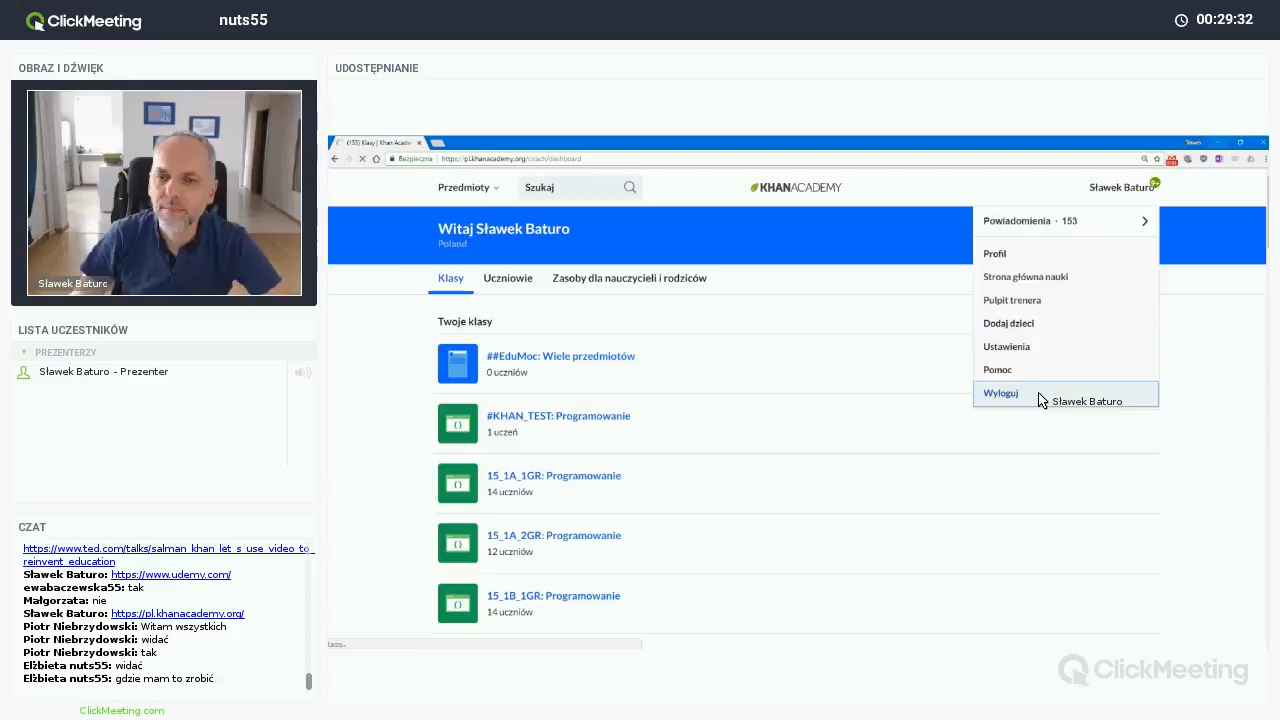 ClickMeeting
nuts55
00:29:32
OBRAZ I DŹWIĘK
Sławek Baturo
LISTA UCZESTNIKÓW
PREZENTERZY
Sławek Baturo - Prezenter
CZAT
https://www.ted.com/talks/salman_khan_let_s_use_video_to_
reinvent_education
Sławek Baturo: https://www.udemy.com/
ewabaczewska55: tak
Małgorzata: nie
Sławek Baturo: https://pl.khanacademy.org/
Piotr Niebrzydowski: Witam wszystkich
Piotr Niebrzydowski: widać
Piotr Niebrzydowski: tak
Elżbieta nuts55: widać
Elżbieta nuts55: gdzie mam to zrobić
ClickMeeting.com
UDOSTĘPNIANIE
(153) Klasy | Khan Acade
Sławek
Bezpieczna https://pl.khanacademy.org/coach/dashboard
Przedmioty
Szukaj
KHANACADEMY
Sławek Baturo
9+
Witaj Sławek Baturo
Poland
Klasy
Uczniowie
Zasoby dla nauczycieli i rodziców
Powiadomienia · 153
Profil
Strona główna nauki
Pulpit trenera
Dodaj dzieci
Ustawienia
Pomoc
Wyloguj
Sławek Baturo
Twoje klasy
##EduMoc: Wiele przedmiotów
0 uczniów
#KHAN_TEST: Programowanie
1 uczeń
15_1A_1GR: Programowanie
14 uczniów
15_1A_2GR: Programowanie
12 uczniów
15_1B_1GR: Programowanie
14 uczniów
ClickMeeting